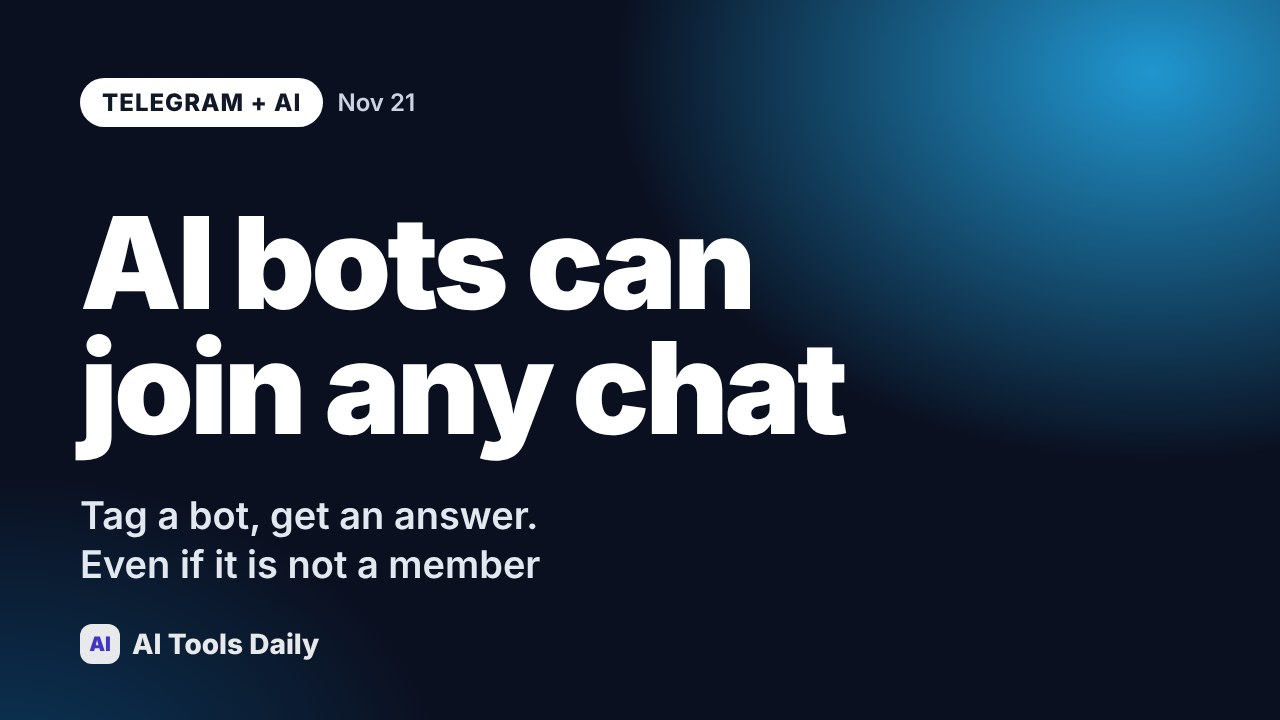 TELEGRAM + AI Nov 21
AI bots can
join any chat
Tag a bot, get an answer.
Even if it is not a member
AI AI Tools Daily